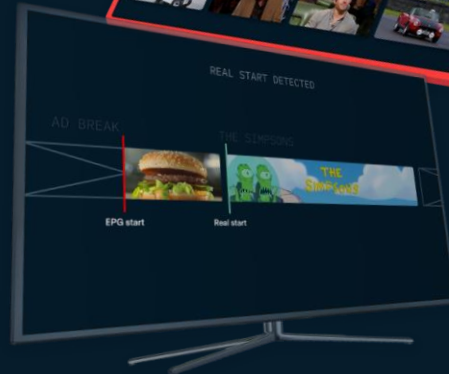 REAL START DETECTED
AD BREAK
THE SIMPSONS
THE
SIMPSONS
EPG start
Real start